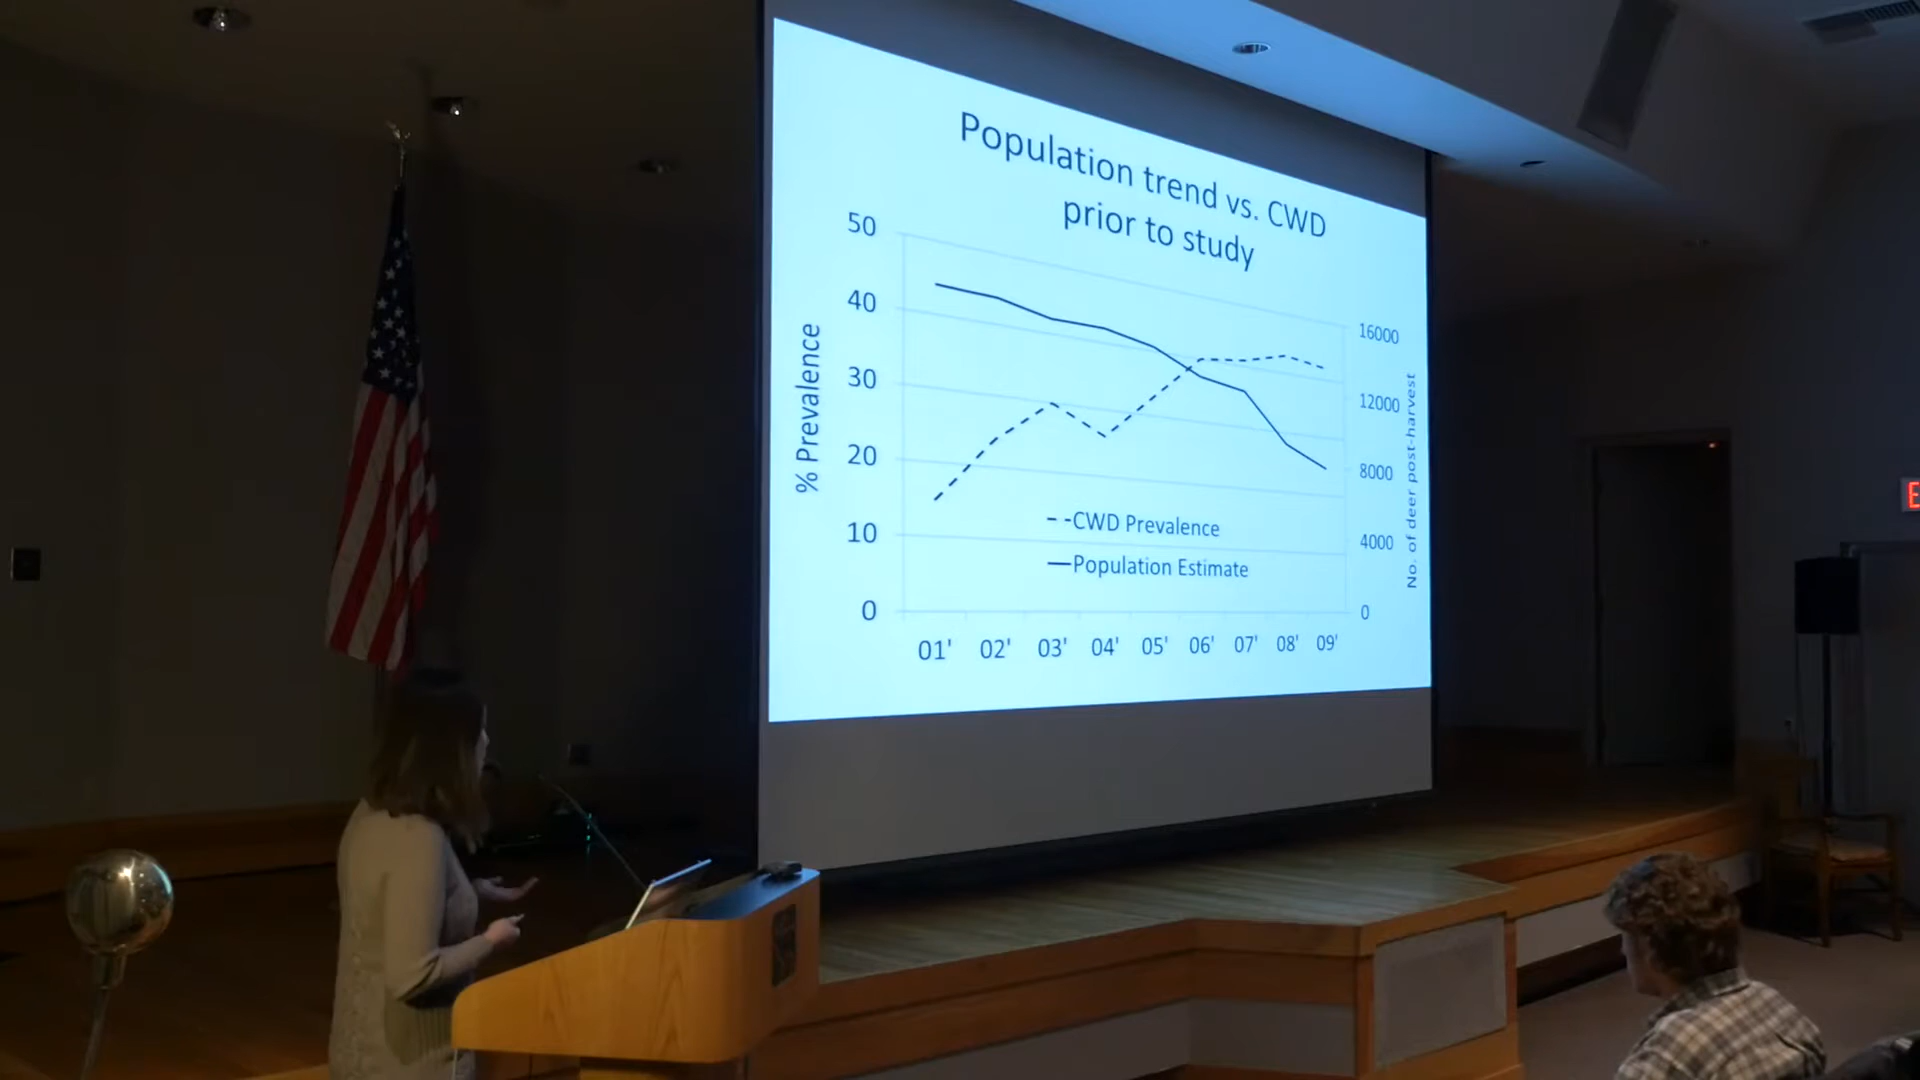 Population trend vs. CWD
prior to study
50
40
30
20
10
0
% Prevalence
16000
12000
8000
4000
0
No. of deer post-harvest
- -CWD Prevalence
—Population Estimate
01' 02' 03' 04' 05' 06' 07' 08' 09'
E